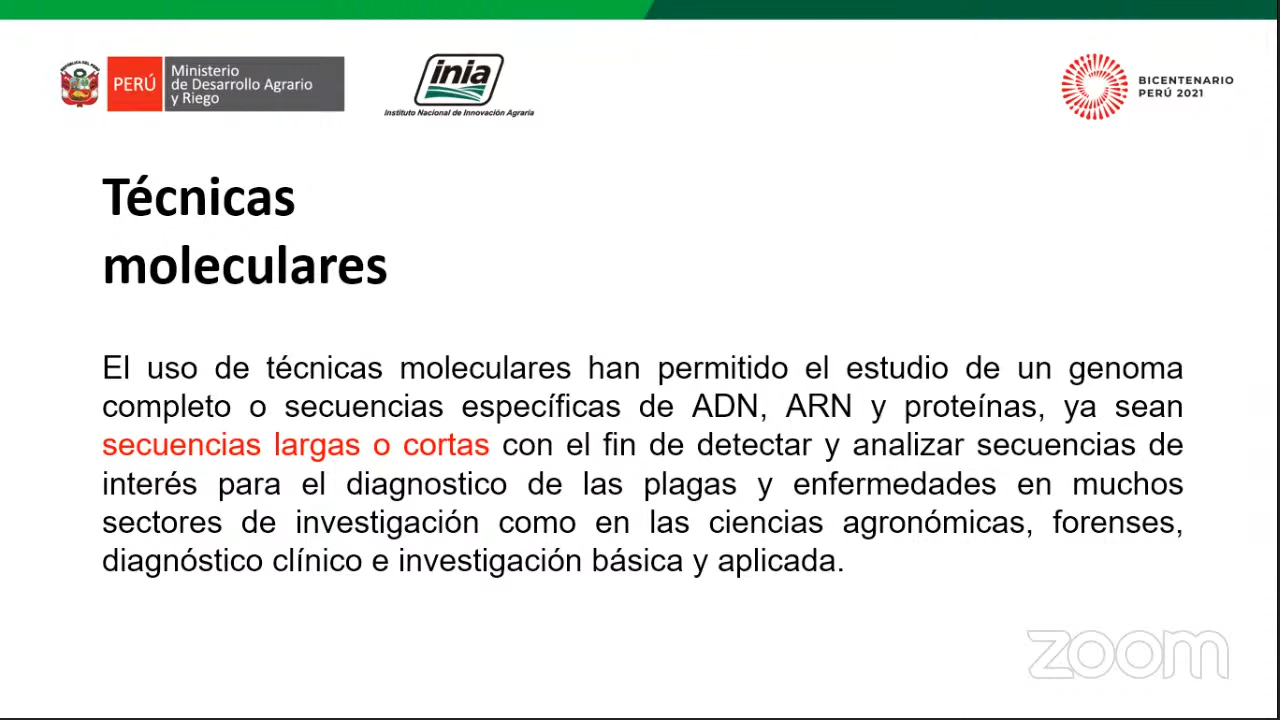 REPÚBLICA DEL PERÚ
PERÚ
Ministerio
de Desarrollo Agrario
y Riego
inia
Instituto Nacional de Innovación Agraria
BICENTENARIO
PERÚ 2021
Técnicas
moleculares
El uso de técnicas moleculares han permitido el estudio de un genoma
completo o secuencias específicas de ADN, ARN y proteínas, ya sean
secuencias largas o cortas con el fin de detectar y analizar secuencias de
interés para el diagnostico de las plagas y enfermedades en muchos
sectores de investigación como en las ciencias agronómicas, forenses,
diagnóstico clínico e investigación básica y aplicada.
zoom